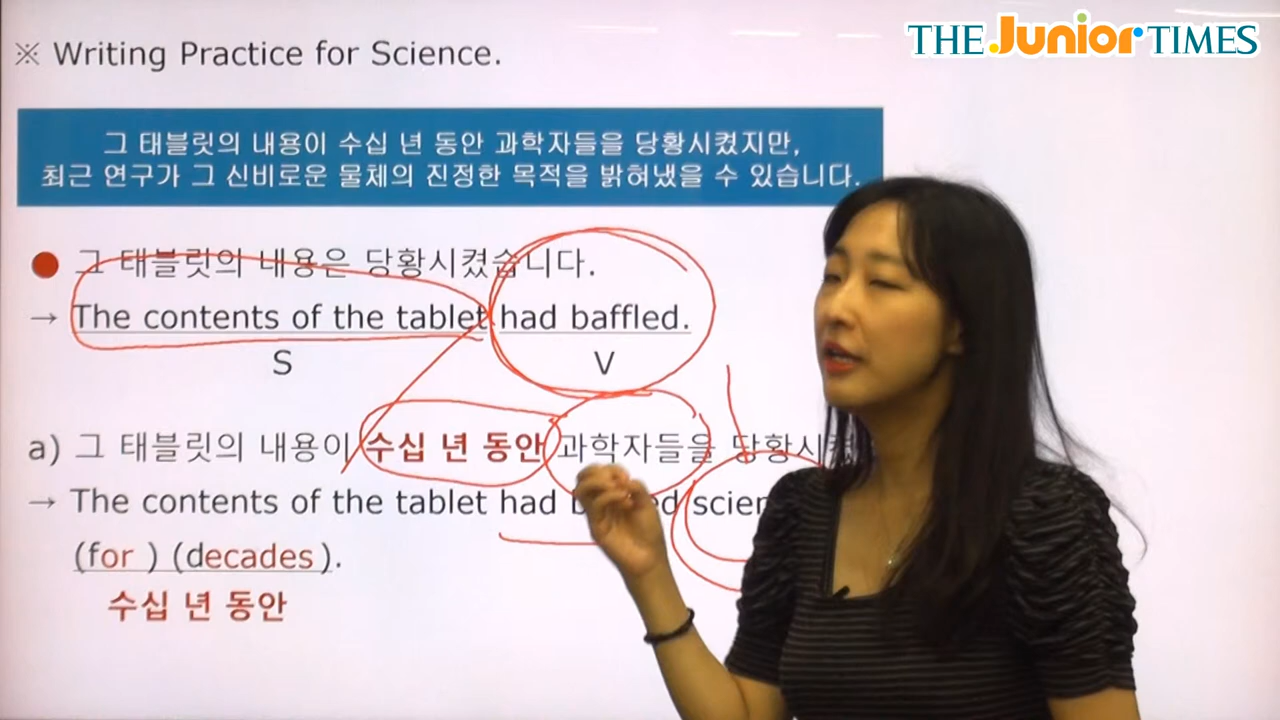 THE Junior TIMES
※ Writing Practice for Science.
그 태블릿의 내용이 수십 년 동안 과학자들을 당황시켰지만,
최근 연구가 그 신비로운 물체의 진정한 목적을 밝혀냈을 수 있습니다.
그 태블릿의 내용은 당황시켰습니다.
→ The contents of the tablet had baffled.
S V
a) 그 태블릿의 내용이 수십 년 동안 과학자들을
→ The contents of the tablet had
(for ) (decades ).
수십 년 동안